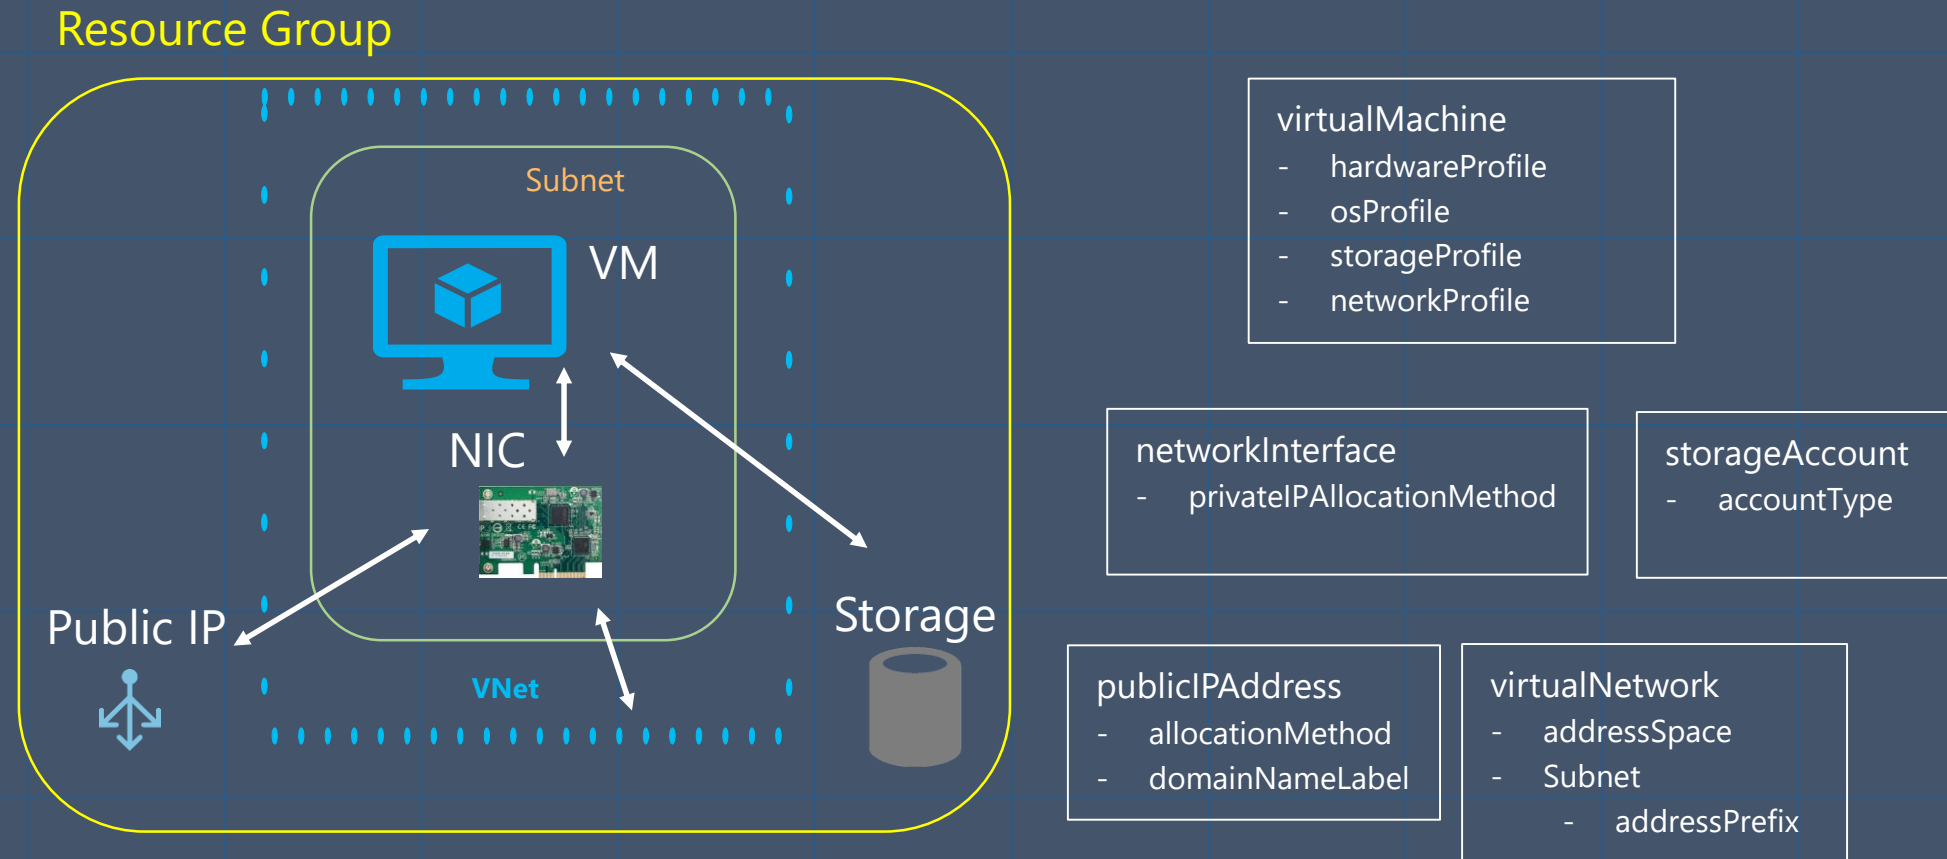 Resource Group
Subnet
VM
NIC
Public IP
Storage
VNet
virtualMachine
- hardwareProfile
- osProfile
- storageProfile
- networkProfile
networkInterface
- privateIPAllocationMethod
storageAccount
- accountType
publicIPAddress
- allocationMethod
- domainNameLabel
virtualNetwork
- addressSpace
- Subnet
- addressPrefix